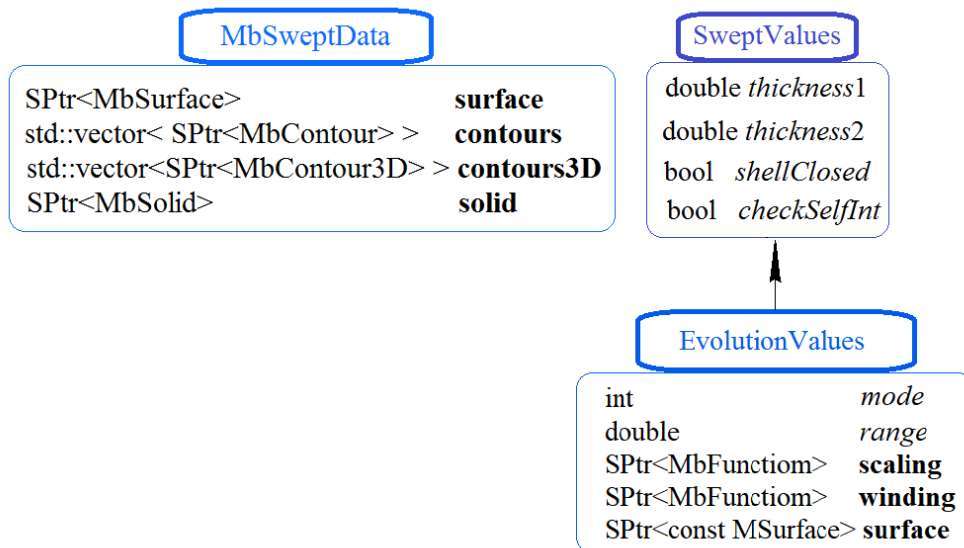 MbSweptData
SPtr<MbSurface> surface
std::vector< SPtr<MbContour> > contours
std::vector<SPtr<MbContour3D> > contours3D
SPtr<MbSolid> solid
SweptValues
double thickness1
double thickness2
bool shellClosed
bool checkSelfInt
EvolutionValues
int mode
double range
SPtr<MbFunctiom> scaling
SPtr<MbFunctiom> winding
SPtr<const MSurface> surface